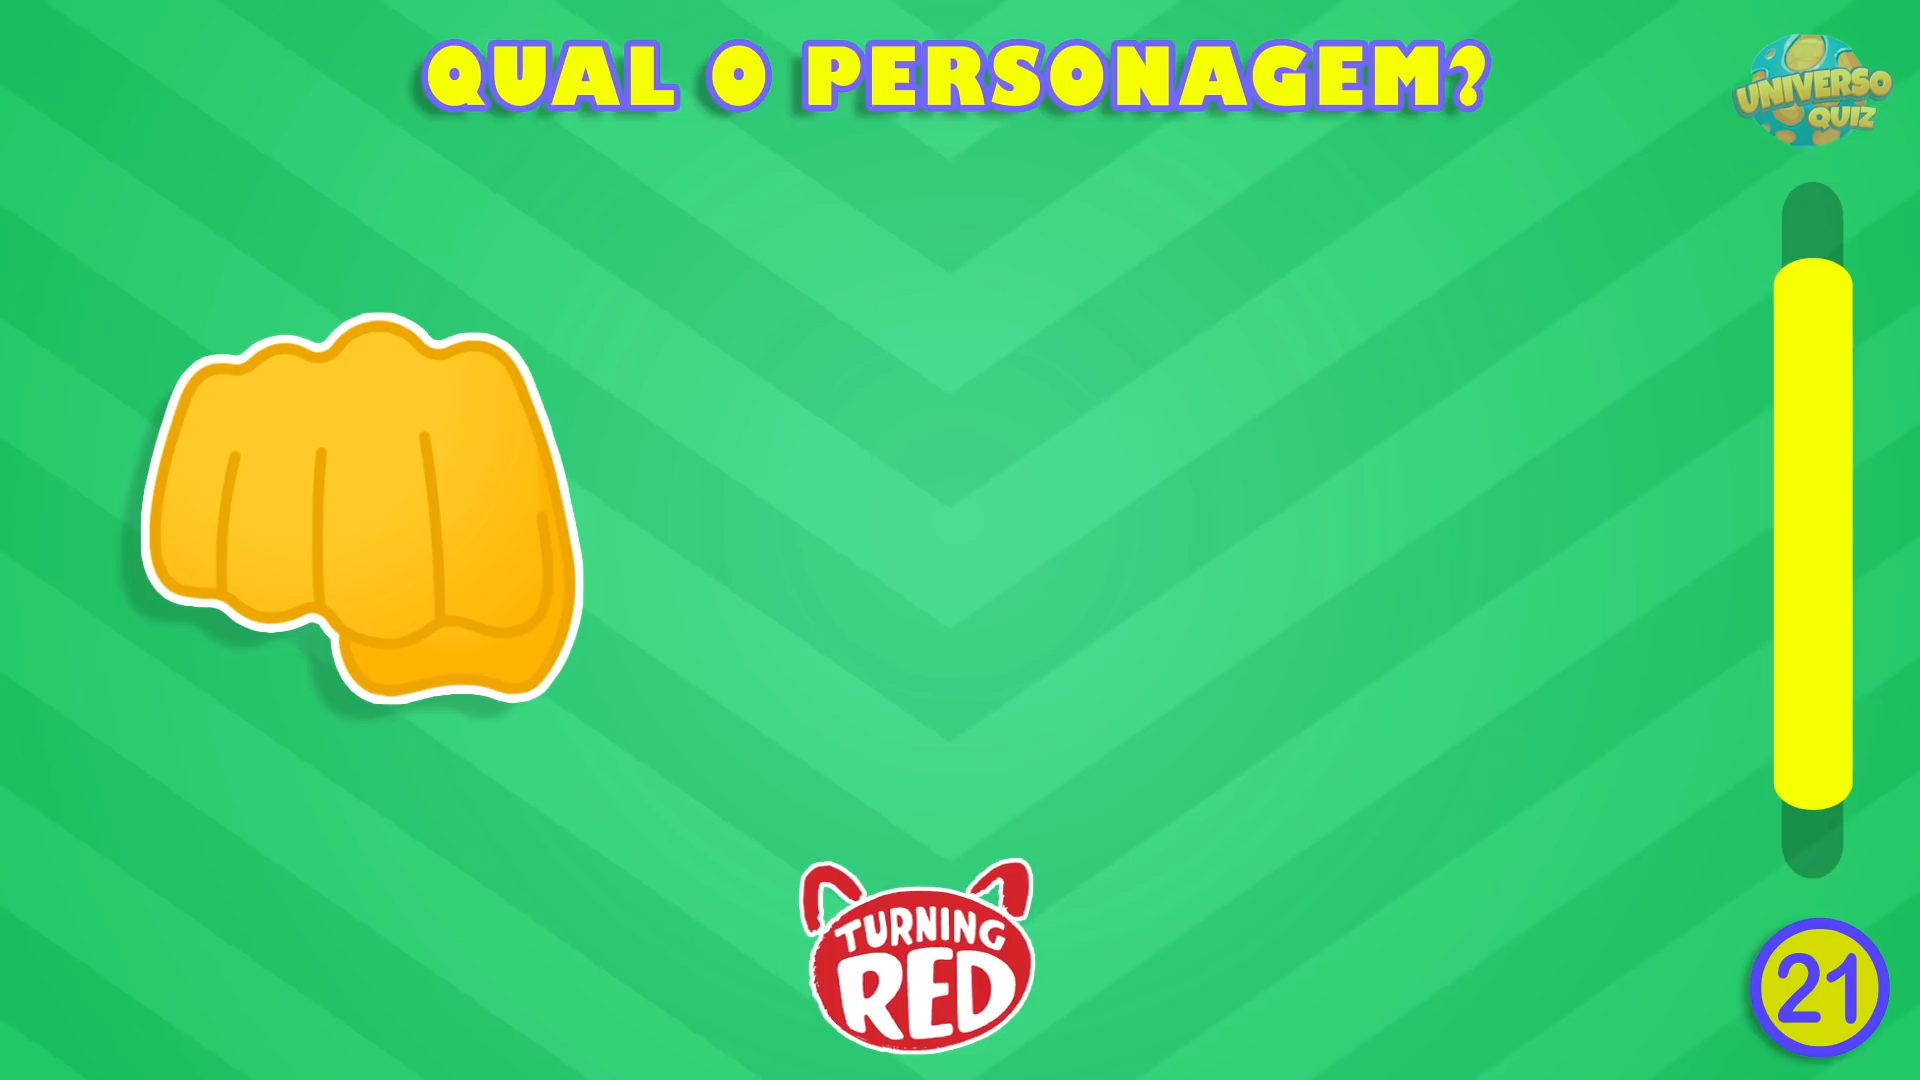 QUAL O PERSONAGEM?
UNIVERSO
QUIZ
TURNING
RED
21